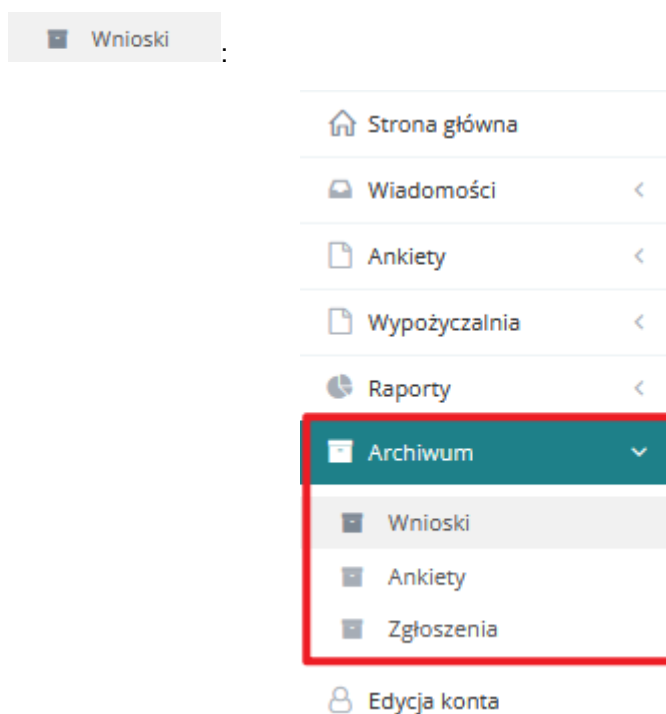 Wnioski :
Strona główna
Wiadomości
Ankiety
Wypożyczalnia
Raporty
Archiwum
Wnioski
Ankiety
Zgłoszenia
Edycja konta